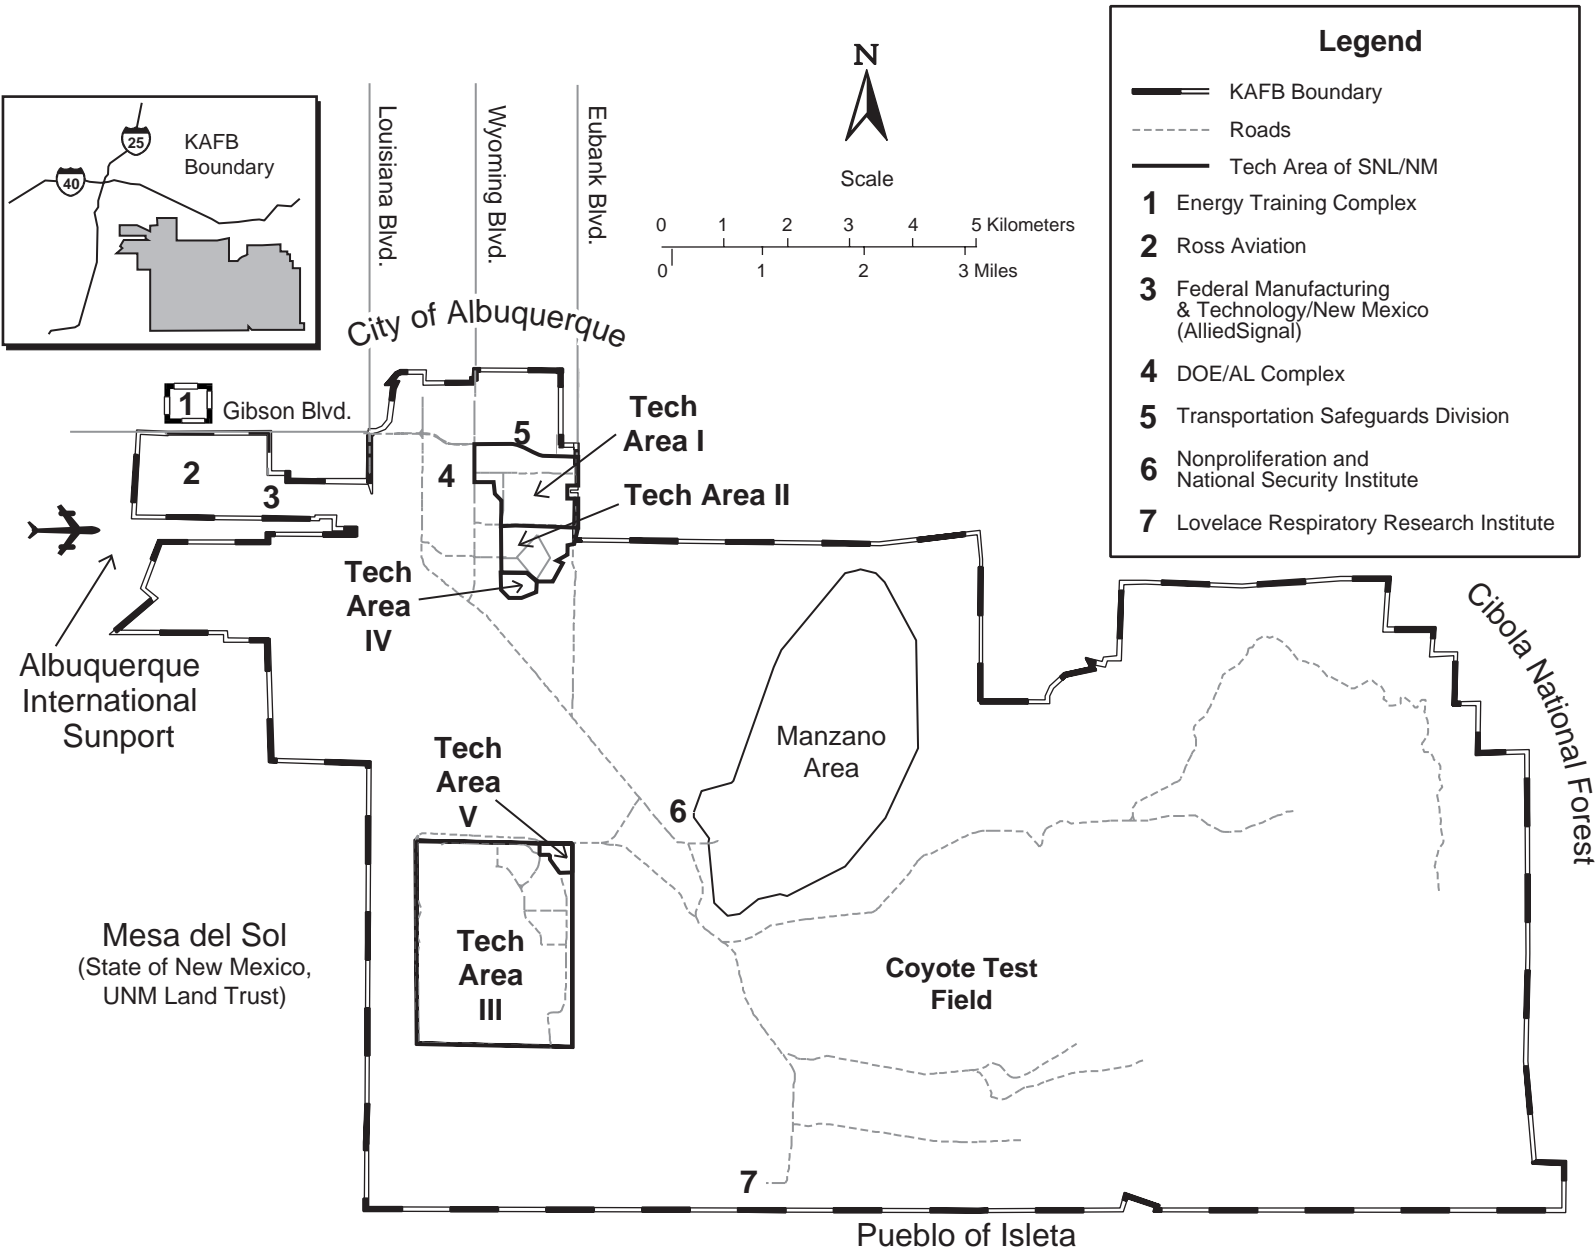 N
Scale
0 1 2 3 4 5 Kilometers
0 1 2 3 Miles
Legend
KAFB Boundary
Roads
Tech Area of SNL/NM
1 Energy Training Complex
2 Ross Aviation
3 Federal Manufacturing
& Technology/New Mexico
(AlliedSignal)
4 DOE/AL Complex
5 Transportation Safeguards Division
6 Nonproliferation and
National Security Institute
7 Lovelace Respiratory Research Institute
25
40
KAFB
Boundary
Louisiana Blvd.
Wyoming Blvd.
Eubank Blvd.
City of Albuquerque
1
Gibson Blvd.
2
3
4
5
Tech
Area I
Tech Area II
Tech
Area
IV
Albuquerque
International
Sunport
Cibola National Forest
Manzano
Area
Tech
Area
V
6
Mesa del Sol
(State of New Mexico,
UNM Land Trust)
Tech
Area
III
Coyote Test
Field
7
Pueblo of Isleta